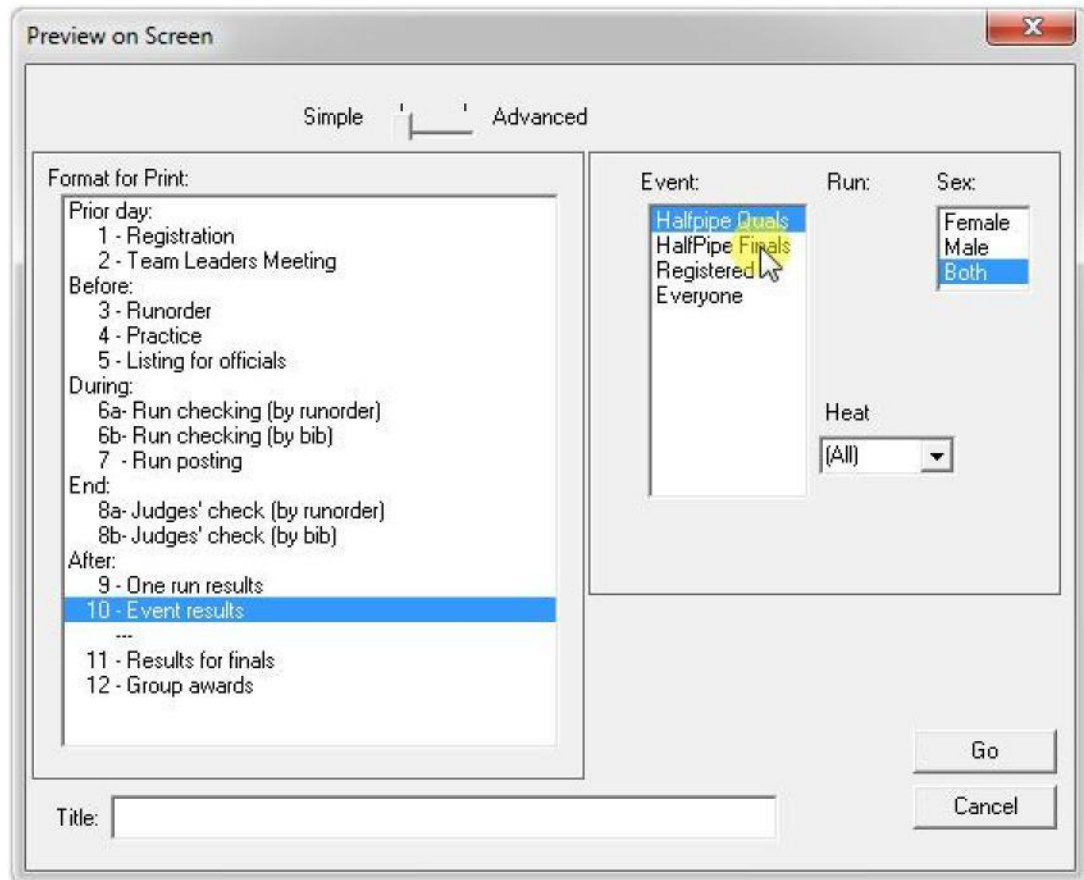 Preview on Screen
Simple Advanced
Format for Print:
Prior day:
1 - Registration
2 - Team Leaders Meeting
Before:
3 - Runorder
4 - Practice
5 - Listing for officials
During:
6a- Run checking (by runorder)
6b- Run checking (by bib)
7 - Run posting
End:
8a- Judges' check (by runorder)
8b- Judges' check (by bib)
After:
9 - One run results
10 - Event results
---
11 - Results for finals
12 - Group awards
Event:
Halfpipe Quals
HalfPipe Finals
Registered
Everyone
Run:
Sex:
Female
Male
Both
Heat
(All)
Go
Cancel
Title: